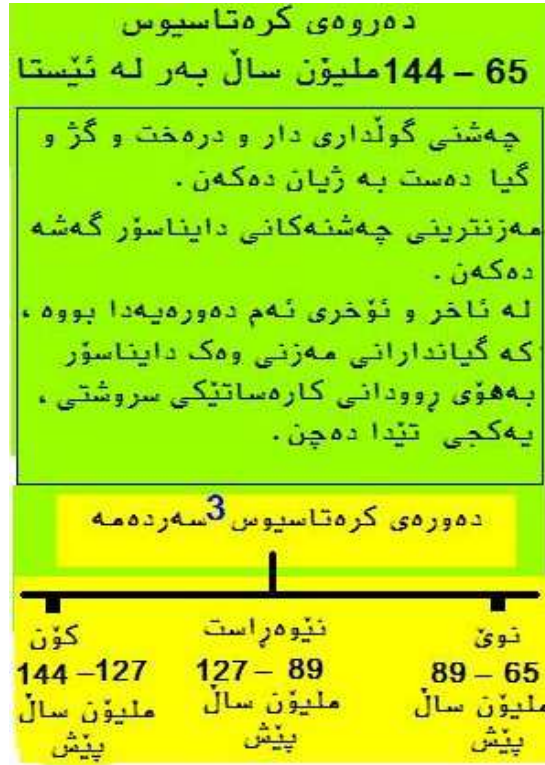 دەروەی کرەتاسیوس
65 – 144ملیۆن ساڵ بەر لە ئێستا
چەشنی گوڵداری دار و درەخت و گژ و
گیا دەست بە ژیان دەکەن .
مەزنترینی چەشنەکانی دایناسۆر گەشە
دەکەن .
لە ئاخر و ئۆخری ئەم دەورەیەدا بووە ،
کە گیاندارانی مەزنی وەک دایناسۆر
بەهۆی ڕوودانی کارەساتێکی سروشتی ،
یەکجی تێدا دەچن .
دەورەی کرەتاسیوس 3سەردەمە
نوێ
89 – 65
ملیۆن ساڵ
پێش
نێوەڕاست
127 – 89
ملیۆن ساڵ
پێش
کۆن
144 –127
ملیۆن ساڵ
پێش